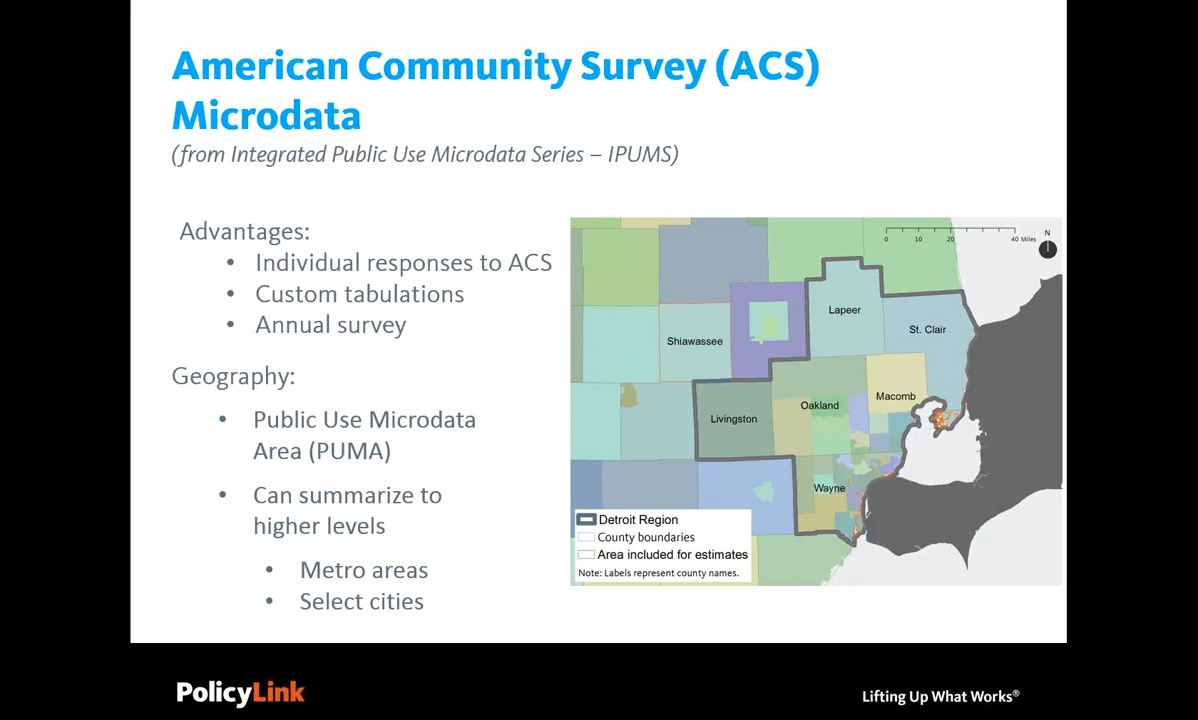 American Community Survey (ACS)
Microdata
(from Integrated Public Use Microdata Series – IPUMS)
Advantages:
• Individual responses to ACS
• Custom tabulations
• Annual survey
Geography:
• Public Use Microdata
Area (PUMA)
• Can summarize to
higher levels
• Metro areas
• Select cities
0 10 20 40 Miles
N
Lapeer
St. Clair
Shiawassee
Macomb
Oakland
Livingston
Wayne
Detroit Region
County boundaries
Area included for estimates
Note: Labels represent county names.
PolicyLink
Lifting Up What Works®